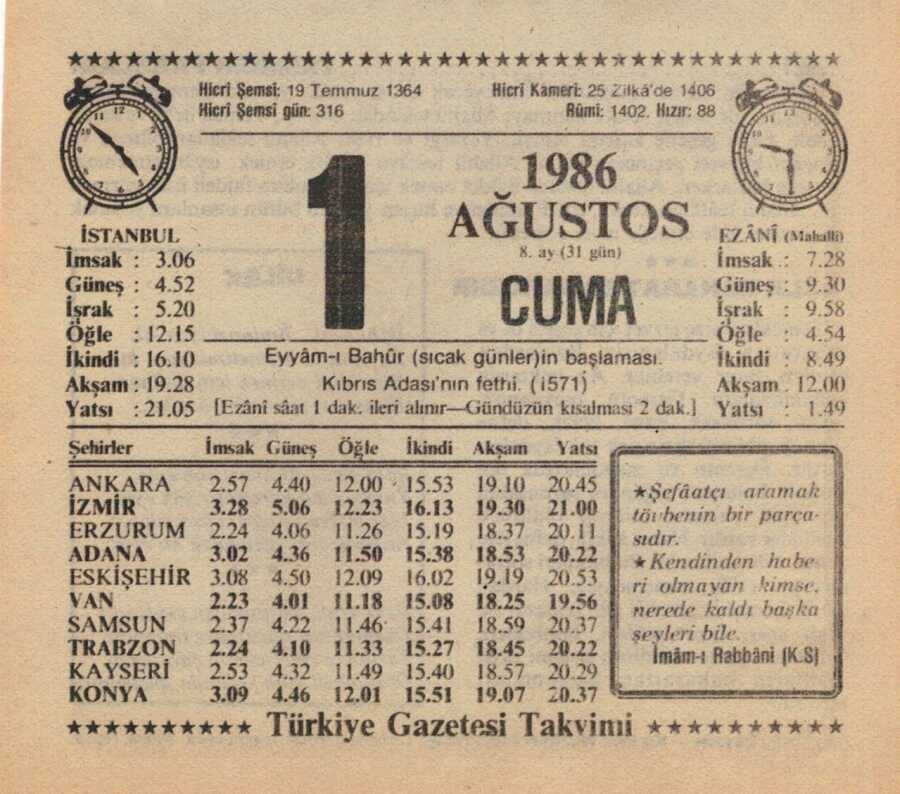 Hicrî Şemsî: 19 Temmuz 1364 Hicrî Kamerî: 25 Zilkâ'de 1406
Hicrî Şemsî gün: 316 Rûmî: 1402, Hızır: 88
1
1986
AĞUSTOS
8. ay (31 gün)
CUMA
İSTANBUL
İmsak : 3.06
Güneş : 4.52
İşrak : 5.20
Öğle : 12.15
İkindi : 16.10
Akşam : 19.28
Yatsı : 21.05
EZÂNÎ (Mahallî)
İmsak : 7.28
Güneş : 9.30
İşrak : 9.58
Öğle : 4.54
İkindi : 8.49
Akşam : 12.00
Yatsı : 1.49
Eyyâm-ı Bahûr (sıcak günler)in başlaması.
Kıbrıs Adası'nın fethi. (1571)
[Ezânî sâat 1 dak. ileri alınır—Gündüzün kısalması 2 dak.]
Şehirler İmsak Güneş Öğle İkindi Akşam Yatsı
ANKARA 2.57 4.40 12.00 15.53 19.10 20.45
İZMİR 3.28 5.06 12.23 16.13 19.30 21.00
ERZURUM 2.24 4.06 11.26 15.19 18.37 20.11
ADANA 3.02 4.36 11.50 15.38 18.53 20.22
ESKİŞEHİR 3.08 4.50 12.09 16.02 19.19 20.53
VAN 2.23 4.01 11.18 15.08 18.25 19.56
SAMSUN 2.37 4.22 11.46 15.41 18.59 20.37
TRABZON 2.24 4.10 11.33 15.27 18.45 20.22
KAYSERİ 2.53 4.32 11.49 15.40 18.57 20.29
KONYA 3.09 4.46 12.01 15.51 19.07 20.37
★Şefâatçı aramak
tövbenin bir parça-
sıdır.
★Kendinden habe-
ri olmayan kimse,
nerede kaldı başka
şeyleri bile.
İmâm-ı Rabbâni (K.S)
★★★★★★★★★★ Türkiye Gazetesi Takvimi ★★★★★★★★★★